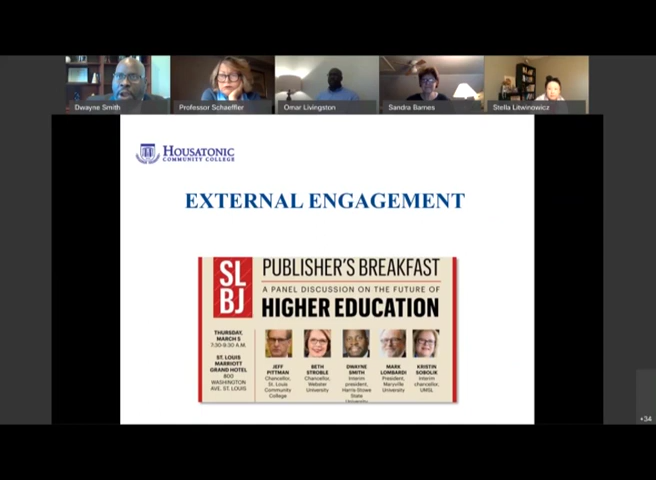 Dwayne Smith
Professor Schaeffler
Omar Livingston
Sandra Barnes
Stella Litwinowicz
HOUSATONIC
COMMUNITY COLLEGE
EXTERNAL ENGAGEMENT
SL
BJ
PUBLISHER'S BREAKFAST
A PANEL DISCUSSION ON THE FUTURE OF
HIGHER EDUCATION
THURSDAY,
MARCH 5
7:30-9:30 A.M.
ST. LOUIS
MARRIOTT
GRAND HOTEL
800
WASHINGTON
AVE. ST. LOUIS
JEFF
PITTMAN
Chancellor,
St. Louis
Community
College
BETH
STROBLE
Chancellor,
Webster
University
DWAYNE
SMITH
Interim
president,
Harris-Stowe
State
University
MARK
LOMBARDI
President,
Maryville
University
KRISTIN
SOBOLIK
Interim
chancellor,
UMSL
+34